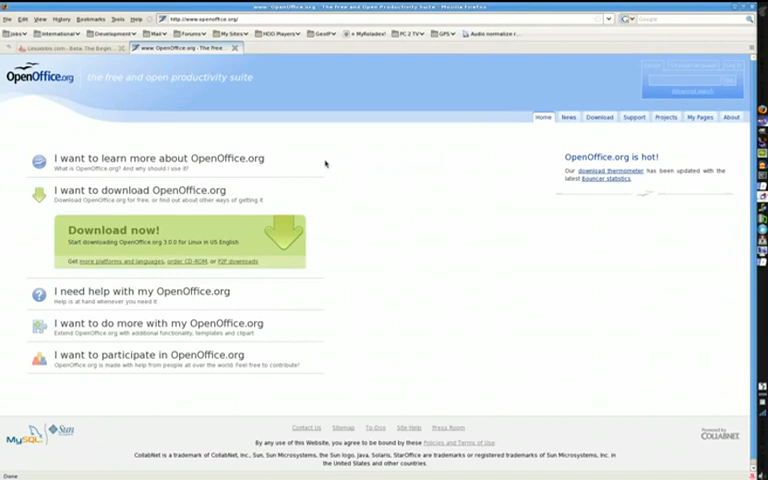 www: OpenOffice.org - The Free and Open Productivity Suite - Mozilla Firefox
File Edit View History Bookmarks Tools Help
http://www.openoffice.org/
Google
Jobs International Development Mail Forums My Sites HDD Players GeoIP + MyRoladex! PC 2 TV GPS Audio normalize r...
Linuxbln.com - Beta: The Begin...
www: OpenOffice.org - The Free...
OpenOffice.org the free and open productivity suite
Advanced search
Home News Download Support Projects My Pages About
I want to learn more about OpenOffice.org
What is OpenOffice.org? And why should I use it?
I want to download OpenOffice.org
Download OpenOffice.org for free, or find out about other ways of getting it
Download now!
Start downloading OpenOffice.org 3.0.0 for Linux in US English
Get more platforms and languages, order CD-ROM, or P2P downloads
I need help with my OpenOffice.org
Help is at hand whenever you need it
I want to do more with my OpenOffice.org
Extend OpenOffice.org with additional functionality, templates and clipart
I want to participate in OpenOffice.org
OpenOffice.org is made with help from people all over the world. Feel free to contribute!
OpenOffice.org is hot!
Our download thermometer has been updated with the
latest Bouncer statistics.
MySQL
Sun
Contact Us Sitemap To-Dos Site Help Press Room
By any use of this Website, you agree to be bound by these Policies and Terms of Use
CollabNet is a trademark of CollabNet, Inc., Sun, Sun Microsystems, the Sun logo, Java, Solaris, StarOffice are trademarks or registered trademarks of Sun Microsystems, Inc. in
the United States and other countries.
Powered by
COLLABNET
Done